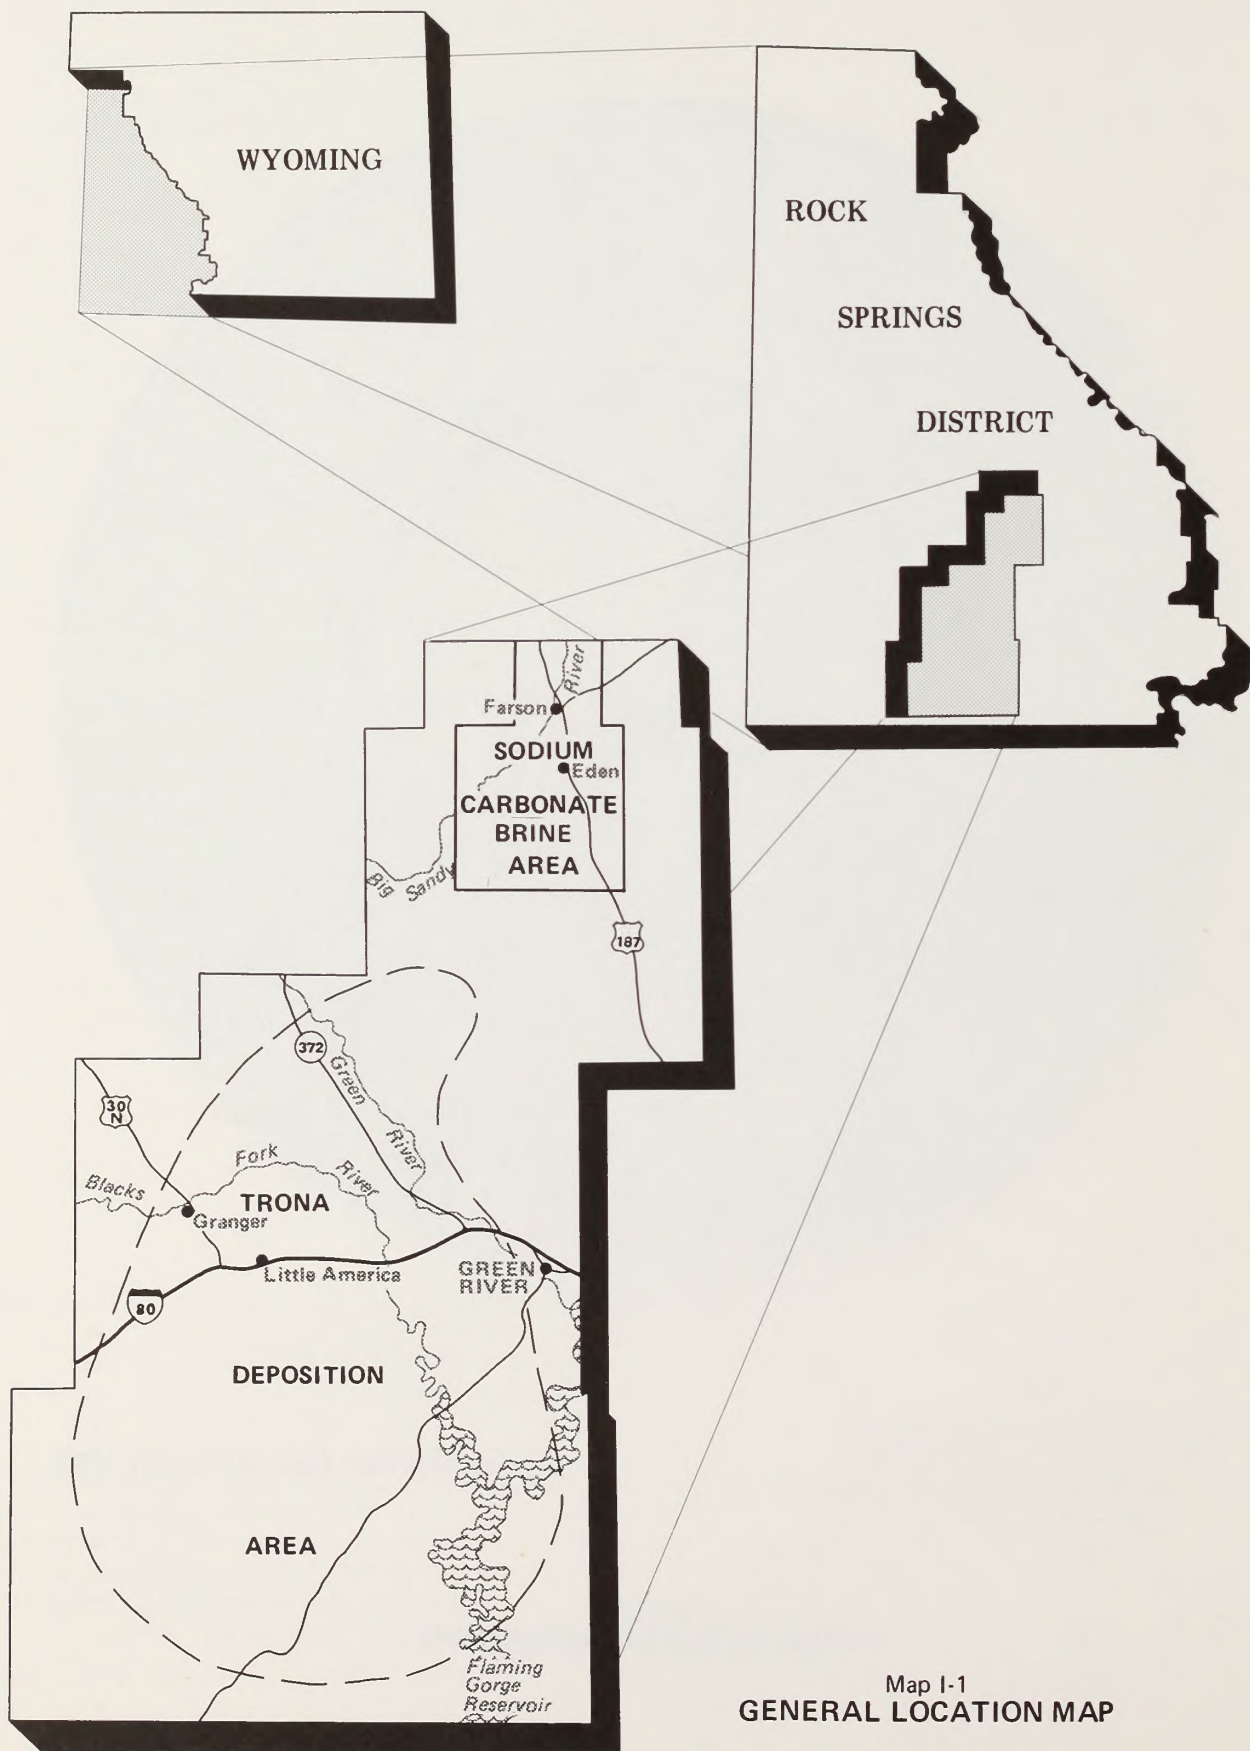 WYOMING
ROCK
SPRINGS
DISTRICT
River
Farson
SODIUM
Eden
CARBONATE
BRINE
AREA
Big Sandy
187
372
Green
River
30
N
Fork
River
Blacks
TRONA
Granger
Little America
GREEN
RIVER
80
DEPOSITION
AREA
Flaming
Gorge
Reservoir
Map I-1
GENERAL LOCATION MAP